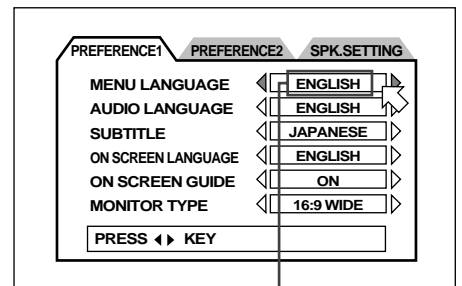 PREFERENCE1 PREFERENCE2 SPK.SETTING
MENU LANGUAGE ENGLISH
AUDIO LANGUAGE ENGLISH
SUBTITLE JAPANESE
ON SCREEN LANGUAGE ENGLISH
ON SCREEN GUIDE ON
MONITOR TYPE 16:9 WIDE
PRESS KEY